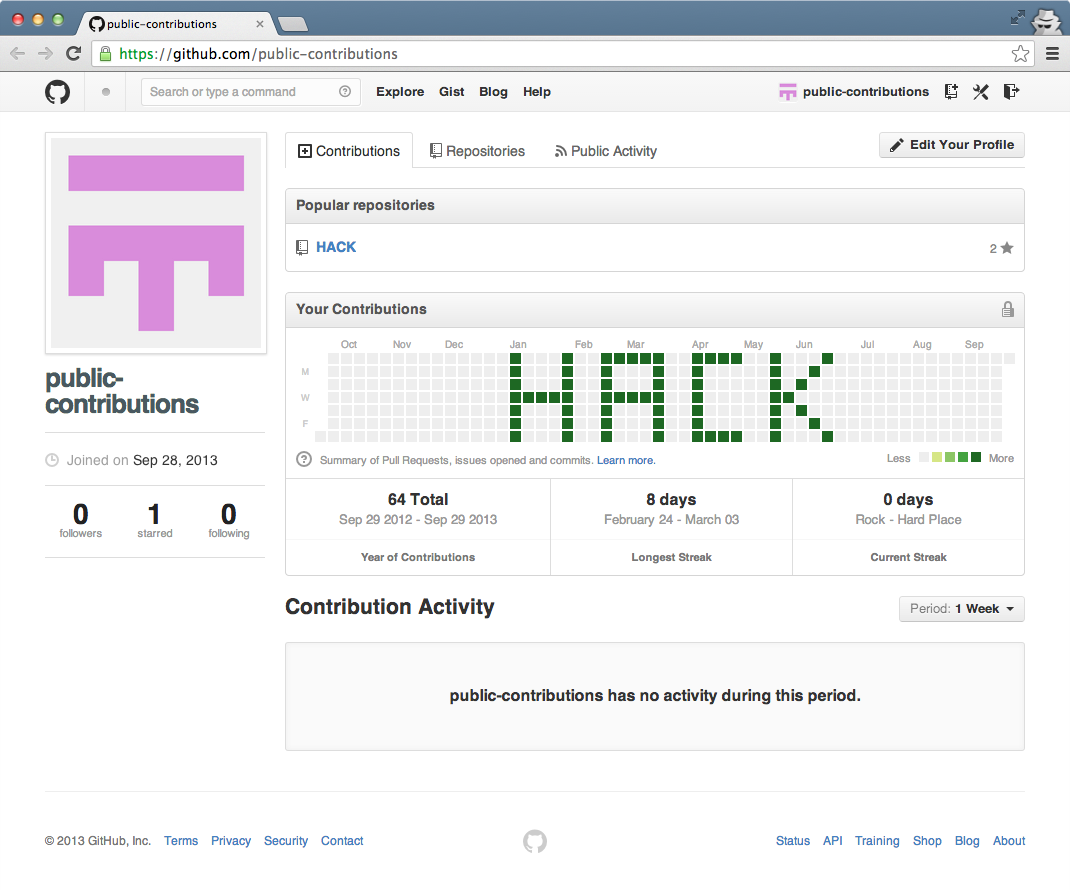 public-contributions
https://github.com/public-contributions
Search or type a command
Explore Gist Blog Help
public-contributions
Contributions Repositories Public Activity
Edit Your Profile
Popular repositories
HACK
2
public-
contributions
Joined on Sep 28, 2013
0 1 0
followers starred following
Your Contributions
Oct Nov Dec Jan Feb Mar Apr May Jun Jul Aug Sep
M
W
F
HACK
Summary of Pull Requests, issues opened and commits. Learn more.
Less More
64 Total 8 days 0 days
Sep 29 2012 - Sep 29 2013 February 24 - March 03 Rock - Hard Place
Year of Contributions Longest Streak Current Streak
Contribution Activity
Period: 1 Week
public-contributions has no activity during this period.
© 2013 GitHub, Inc. Terms Privacy Security Contact
Status API Training Shop Blog About